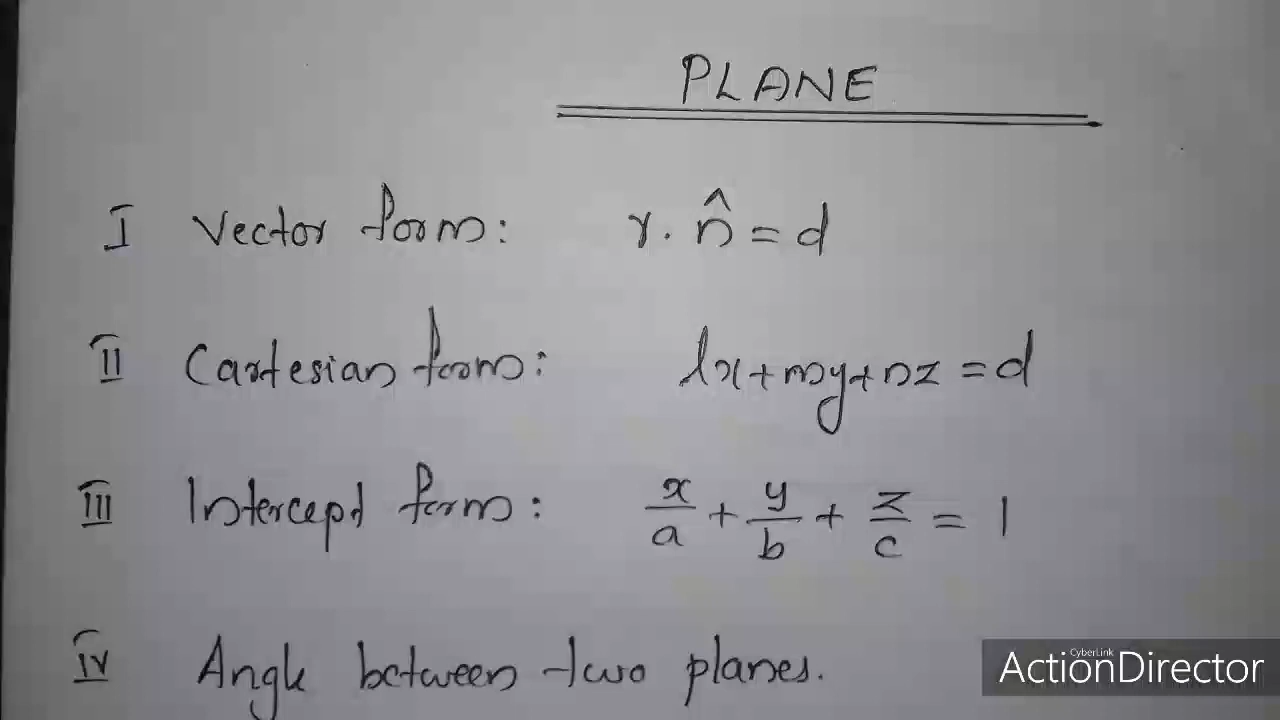 PLANE
I Vector form: r. n̂ = d
II Cartesian form: lx+my+nz = d
III Intercept form: x/a + y/b + z/c = 1
IV Angle between two planes.
CyberLink
ActionDirector